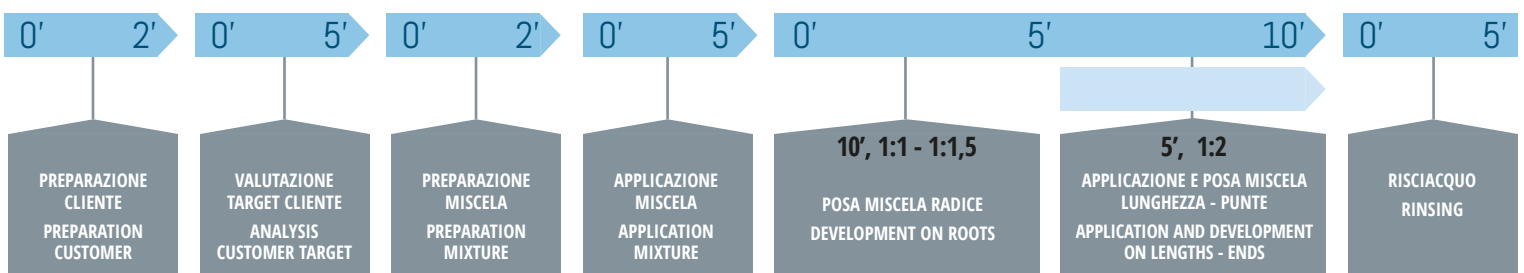 0' 2' 0' 5' 0' 2' 0' 5' 0' 5' 10' 0' 5'
PREPARAZIONE
CLIENTE
PREPARATION
CUSTOMER
VALUTAZIONE
TARGET CLIENTE
ANALYSIS
CUSTOMER TARGET
PREPARAZIONE
MISCELA
PREPARATION
MIXTURE
APPLICAZIONE
MISCELA
APPLICATION
MIXTURE
10', 1:1 - 1:1,5
POSA MISCELA RADICE
DEVELOPMENT ON ROOTS
5', 1:2
APPLICAZIONE E POSA MISCELA
LUNGHEZZA - PUNTE
APPLICATION AND DEVELOPMENT
ON LENGTHS - ENDS
RISCIACQUO
RINSING